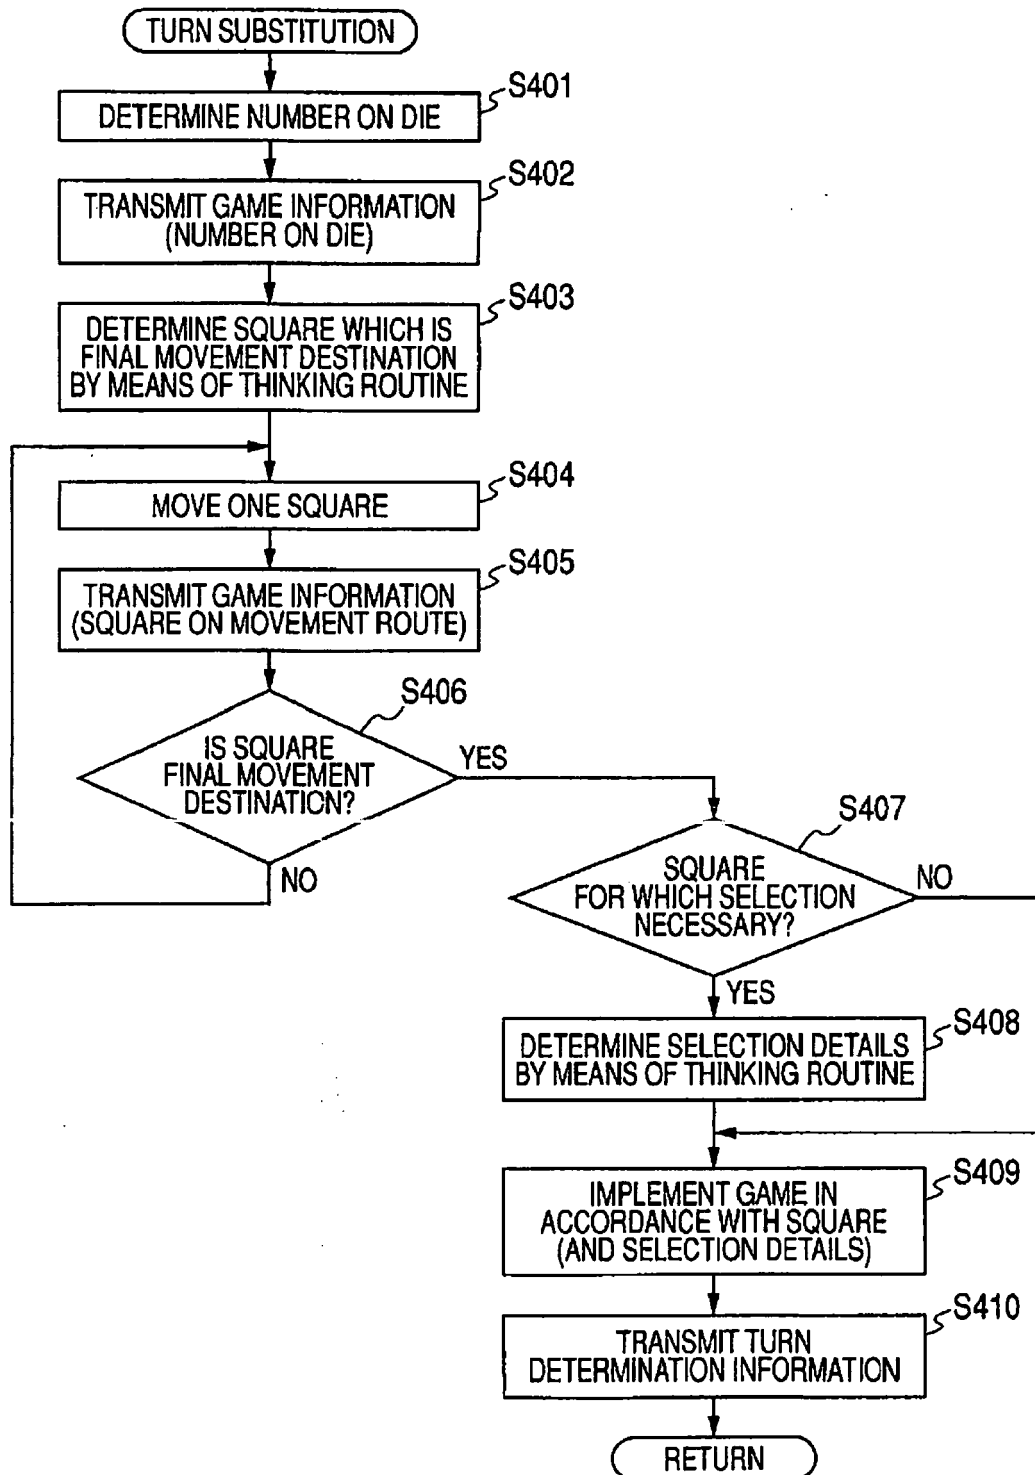 TURN SUBSTITUTION
S401
DETERMINE NUMBER ON DIE
S402
TRANSMIT GAME INFORMATION
(NUMBER ON DIE)
S403
DETERMINE SQUARE WHICH IS
FINAL MOVEMENT DESTINATION
BY MEANS OF THINKING ROUTINE
S404
MOVE ONE SQUARE
S405
TRANSMIT GAME INFORMATION
(SQUARE ON MOVEMENT ROUTE)
S406
IS SQUARE
FINAL MOVEMENT
DESTINATION?
YES
NO
S407
SQUARE
FOR WHICH SELECTION
NECESSARY?
NO
YES
S408
DETERMINE SELECTION DETAILS
BY MEANS OF THINKING ROUTINE
S409
IMPLEMENT GAME IN
ACCORDANCE WITH SQUARE
(AND SELECTION DETAILS)
S410
TRANSMIT TURN
DETERMINATION INFORMATION
RETURN